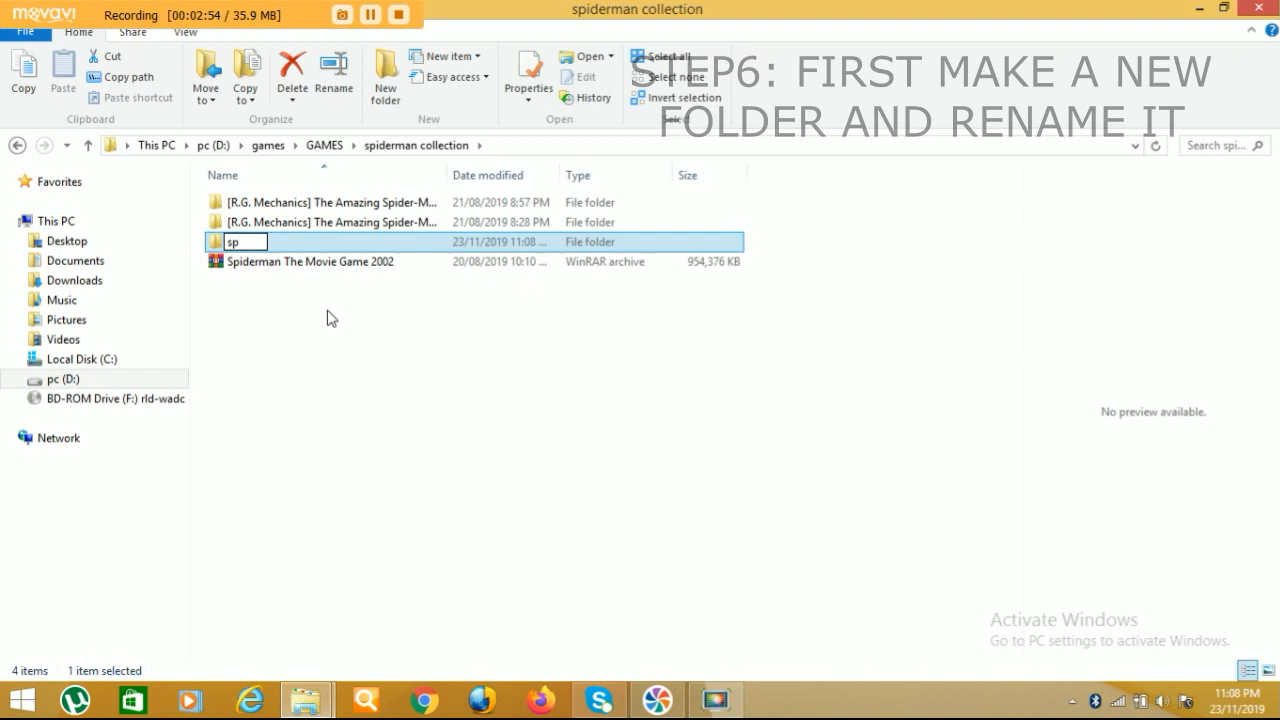 movavi Recording [00:02:54 / 35.9 MB]
spiderman collection
File Home Share View
Copy
Paste
Cut
Copy path
Paste shortcut
Clipboard
Move to
Copy to
Delete
Rename
Organize
New folder
New item
Easy access
New
Properties
Open
Edit
History
Open
Select all
Select none
Invert selection
Select
STEP6: FIRST MAKE A NEW
FOLDER AND RENAME IT
This PC pc (D:) games GAMES spiderman collection
Search spi...
Name Date modified Type Size
[R.G. Mechanics] The Amazing Spider-M... 21/08/2019 8:57 PM File folder
[R.G. Mechanics] The Amazing Spider-M... 21/08/2019 8:28 PM File folder
sp 23/11/2019 11:08 ... File folder
Spiderman The Movie Game 2002 20/08/2019 10:10 ... WinRAR archive 954,376 KB
Favorites
This PC
Desktop
Documents
Downloads
Music
Pictures
Videos
Local Disk (C:)
pc (D:)
BD-ROM Drive (F:) rld-wadc
Network
No preview available.
Activate Windows
Go to PC settings to activate Windows.
4 items 1 item selected
11:08 PM
23/11/2019